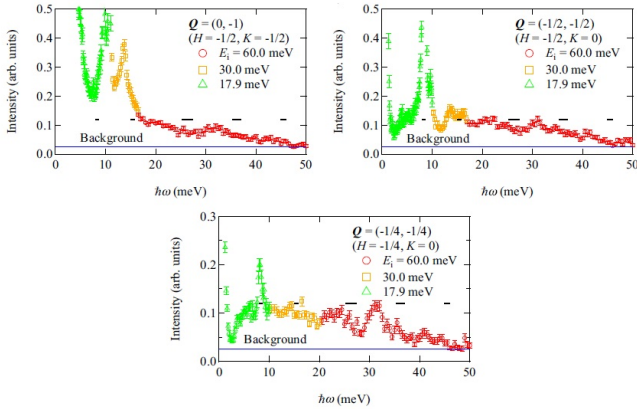 Q = (0, -1)
(H = -1/2, K = -1/2)
Ei = 60.0 meV
30.0 meV
17.9 meV
Background
Intensity (arb. units)
0.5
0.4
0.3
0.2
0.1
0.0
0 10 20 30 40 50
ħω (meV)
Q = (-1/2, -1/2)
(H = -1/2, K = 0)
Ei = 60.0 meV
30.0 meV
17.9 meV
Background
Intensity (arb. units)
0.5
0.4
0.3
0.2
0.1
0.0
0 10 20 30 40 50
ħω (meV)
Q = (-1/4, -1/4)
(H = -1/4, K = 0)
Ei = 60.0 meV
30.0 meV
17.9 meV
Background
Intensity (arb. units)
0.3
0.2
0.1
0.0
0 10 20 30 40 50
ħω (meV)